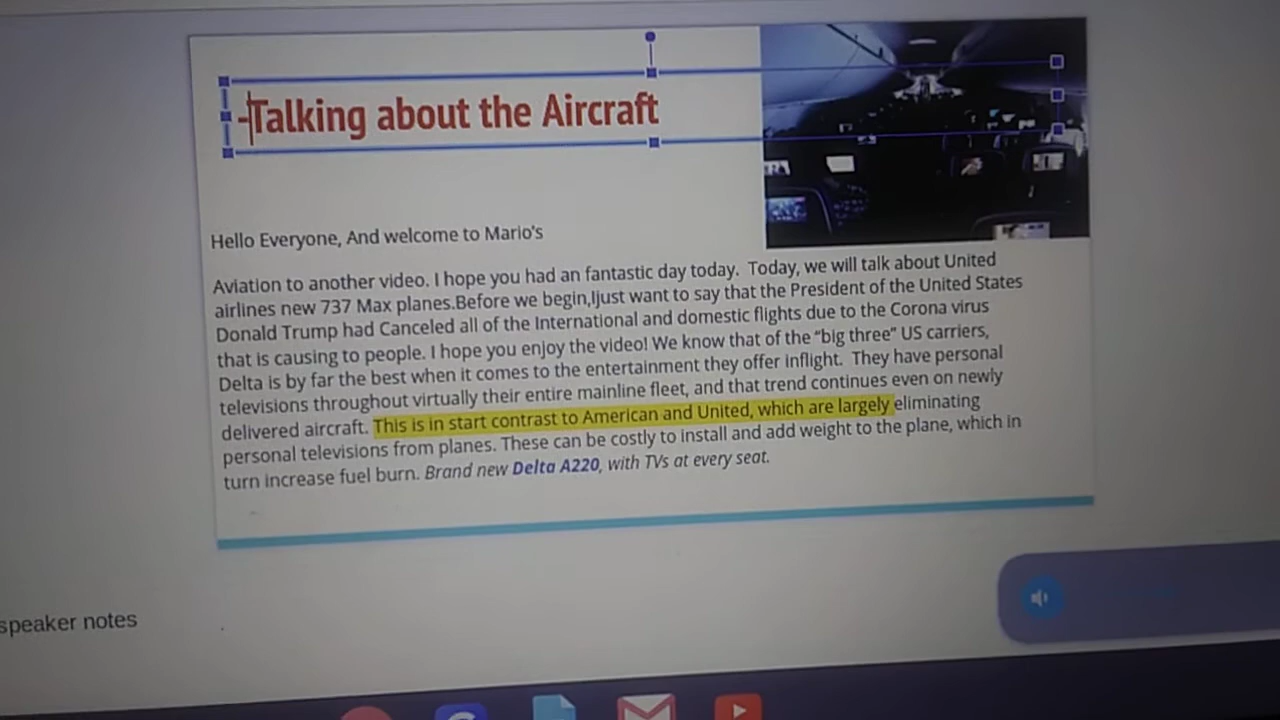 -Talking about the Aircraft
Hello Everyone, And welcome to Mario's
Aviation to another video. I hope you had an fantastic day today.  Today, we will talk about United
airlines new 737 Max planes.Before we begin,Ijust want to say that the President of the United States
Donald Trump had Canceled all of the International and domestic flights due to the Corona virus
that is causing to people. I hope you enjoy the video! We know that of the “big three” US carriers,
Delta is by far the best when it comes to the entertainment they offer inflight.  They have personal
televisions throughout virtually their entire mainline fleet, and that trend continues even on newly
delivered aircraft. This is in start contrast to American and United, which are largely eliminating
personal televisions from planes. These can be costly to install and add weight to the plane, which in
turn increase fuel burn. Brand new Delta A220, with TVs at every seat.
speaker notes